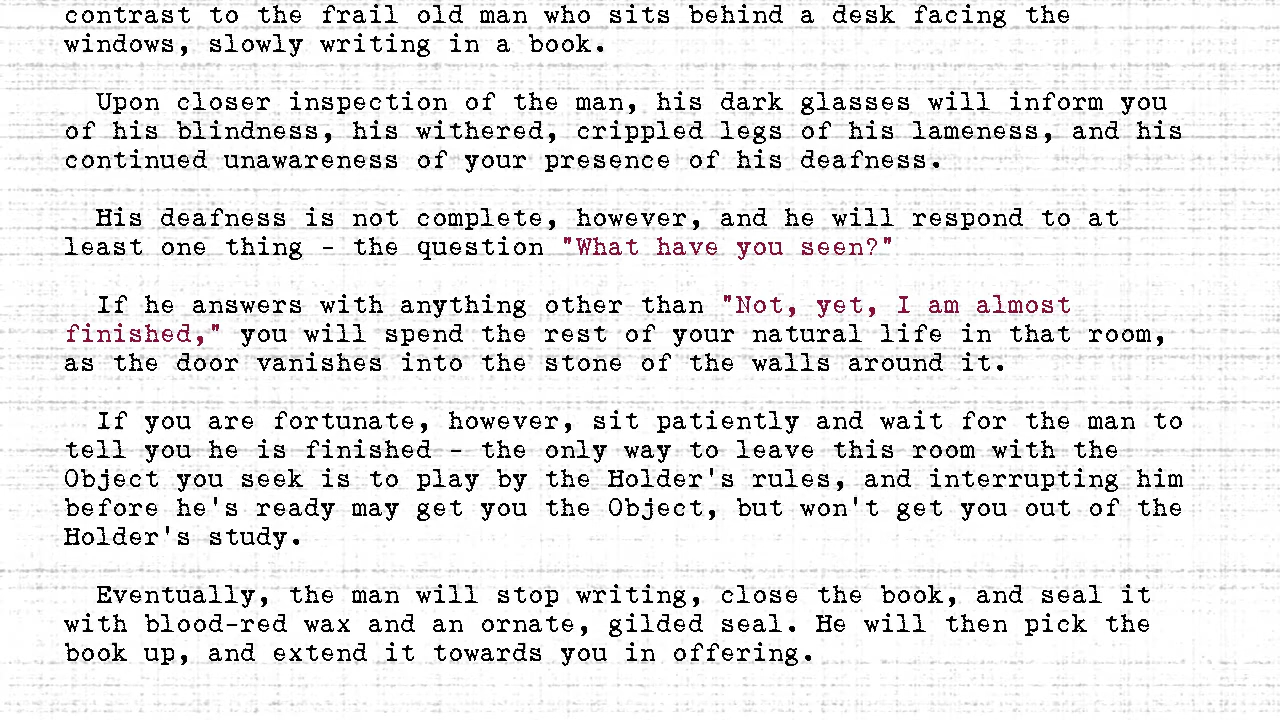 contrast to the frail old man who sits behind a desk facing the
windows, slowly writing in a book.
Upon closer inspection of the man, his dark glasses will inform you
of his blindness, his withered, crippled legs of his lameness, and his
continued unawareness of your presence of his deafness.
His deafness is not complete, however, and he will respond to at
least one thing - the question "What have you seen?"
If he answers with anything other than "Not, yet, I am almost
finished," you will spend the rest of your natural life in that room,
as the door vanishes into the stone of the walls around it.
If you are fortunate, however, sit patiently and wait for the man to
tell you he is finished - the only way to leave this room with the
Object you seek is to play by the Holder's rules, and interrupting him
before he's ready may get you the Object, but won't get you out of the
Holder's study.
Eventually, the man will stop writing, close the book, and seal it
with blood-red wax and an ornate, gilded seal. He will then pick the
book up, and extend it towards you in offering.